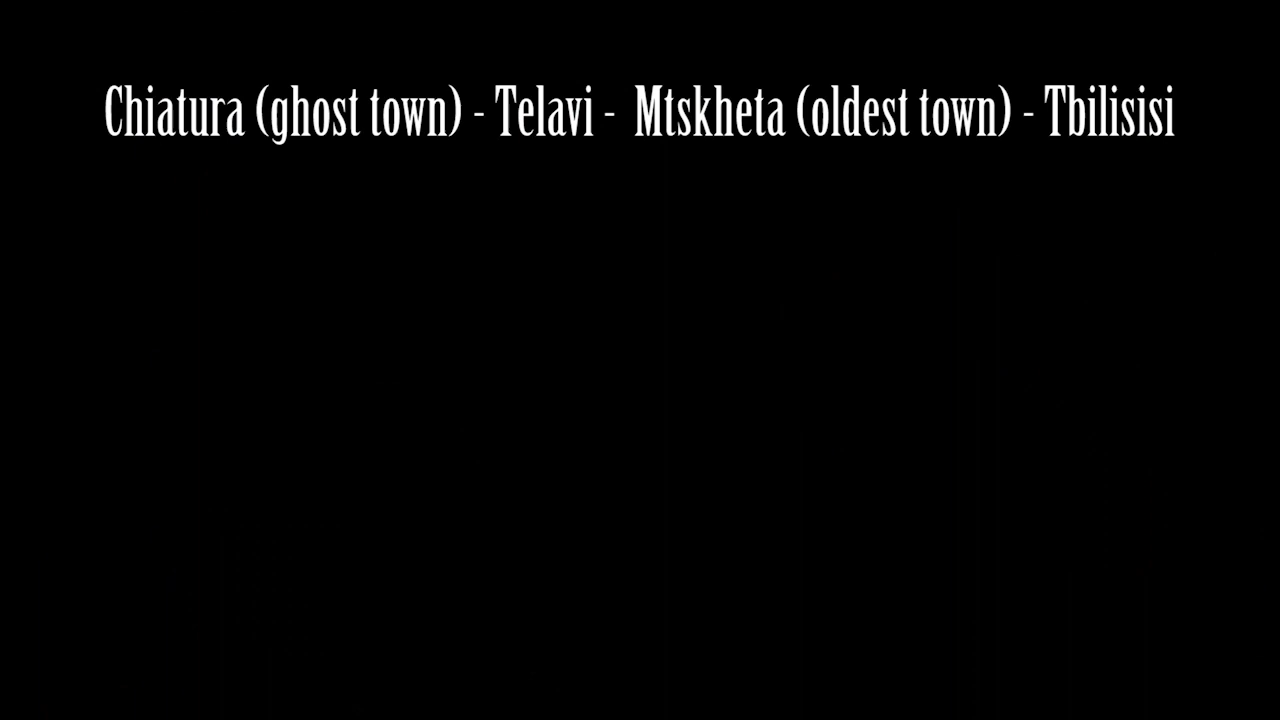 Chiatura (ghost town) - Telavi -  Mtskheta (oldest town) - Tbilisisi